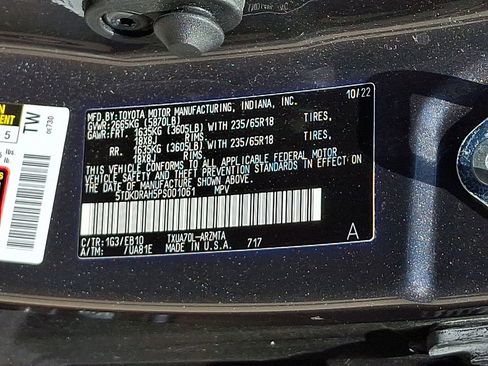 MFD. BY: TOYOTA MOTOR MANUFACTURING, INDIANA, INC. 10/22
GVWR: 2665KG (5870LB)
GAWR: FRT. 1635KG (3605LB) WITH 235/65R18 TIRES,
18X8J RIMS.
RR. 1635KG (3605LB) WITH 235/65R18 TIRES,
18X8J RIMS.
THIS VEHICLE CONFORMS TO ALL APPLICABLE FEDERAL MOTOR
VEHICLE SAFETY AND THEFT PREVENTION STANDARDS IN EFFECT ON
THE DATE OF MANUFACTURE SHOWN ABOVE.
5TDKDRAH5PS001061 MPV
C/TR: 1G3/EB10 TXUA70L-ARZMTA
A/TM: /UA81E MADE IN U.S.A. 717 A
5
TW